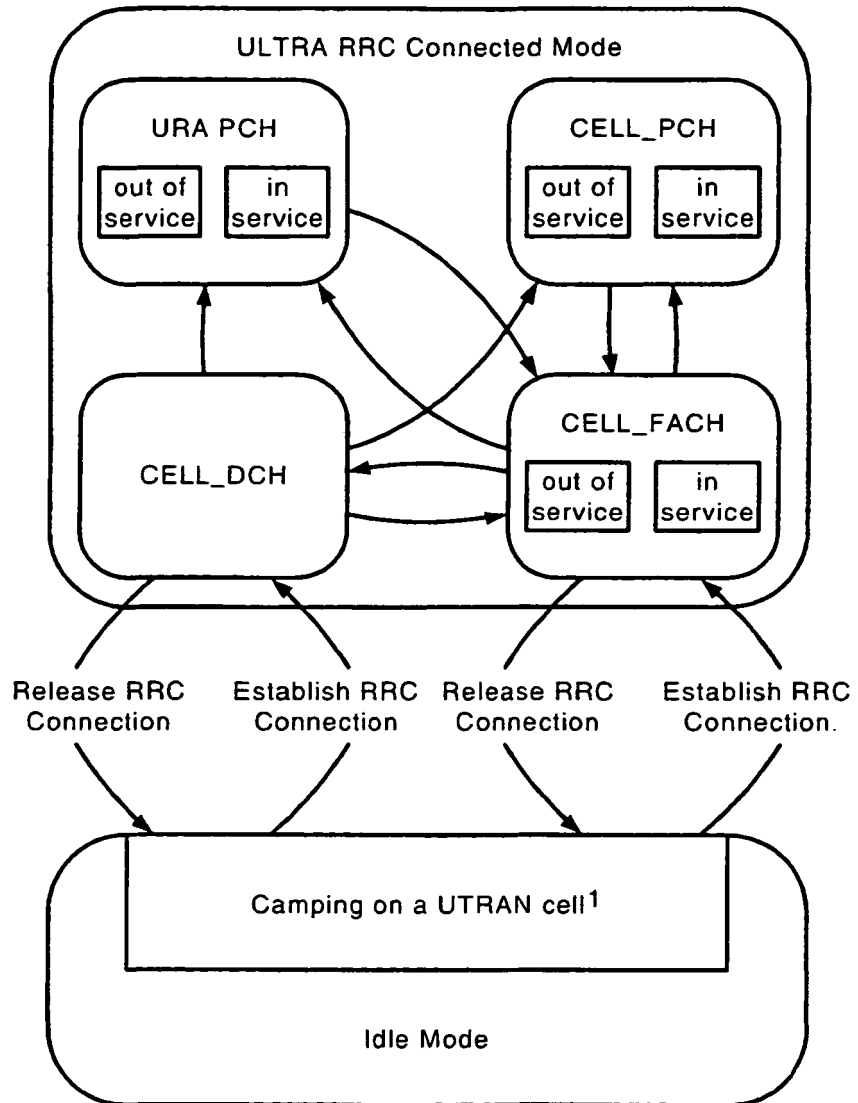 ULTRA RRC Connected Mode
URA PCH
out of
service
in
service
CELL_PCH
out of
service
in
service
CELL_DCH
CELL_FACH
out of
service
in
service
Release RRC
Connection
Establish RRC
Connection
Release RRC
Connection
Establish RRC
Connection.
Camping on a UTRAN cell1
Idle Mode